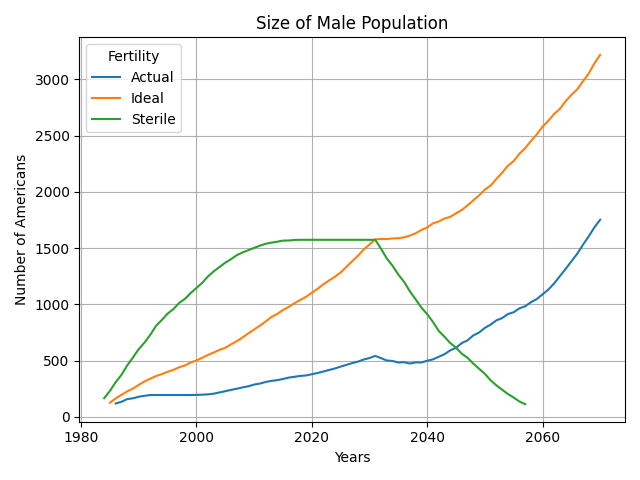 Size of Male Population
Fertility
Actual
Ideal
Sterile
3000
2500
2000
1500
1000
500
0
Number of Americans
1980
2000
2020
2040
2060
Years